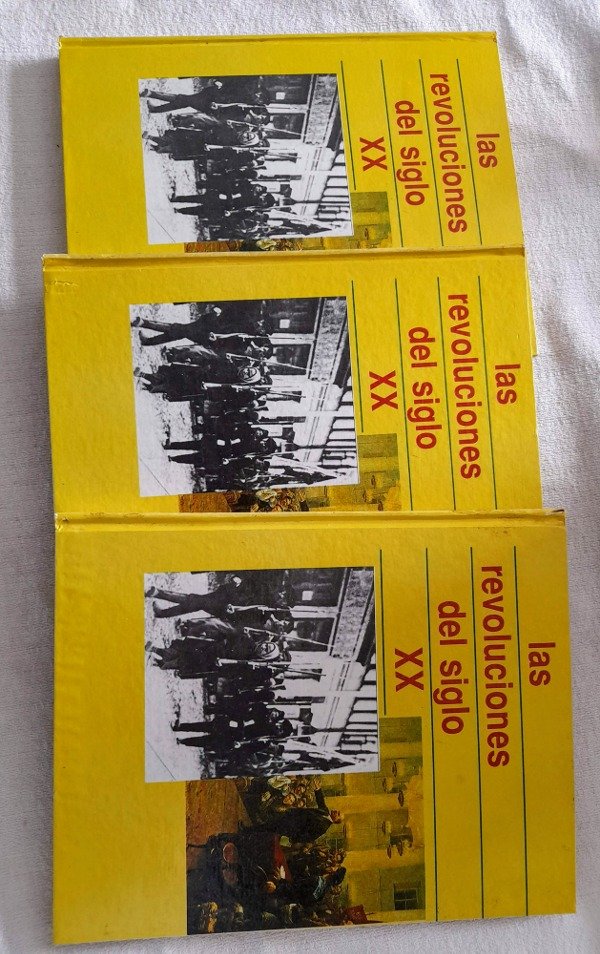 las
revoluciones
del siglo
XX
las
revoluciones
del siglo
XX
las
revoluciones
del siglo
XX